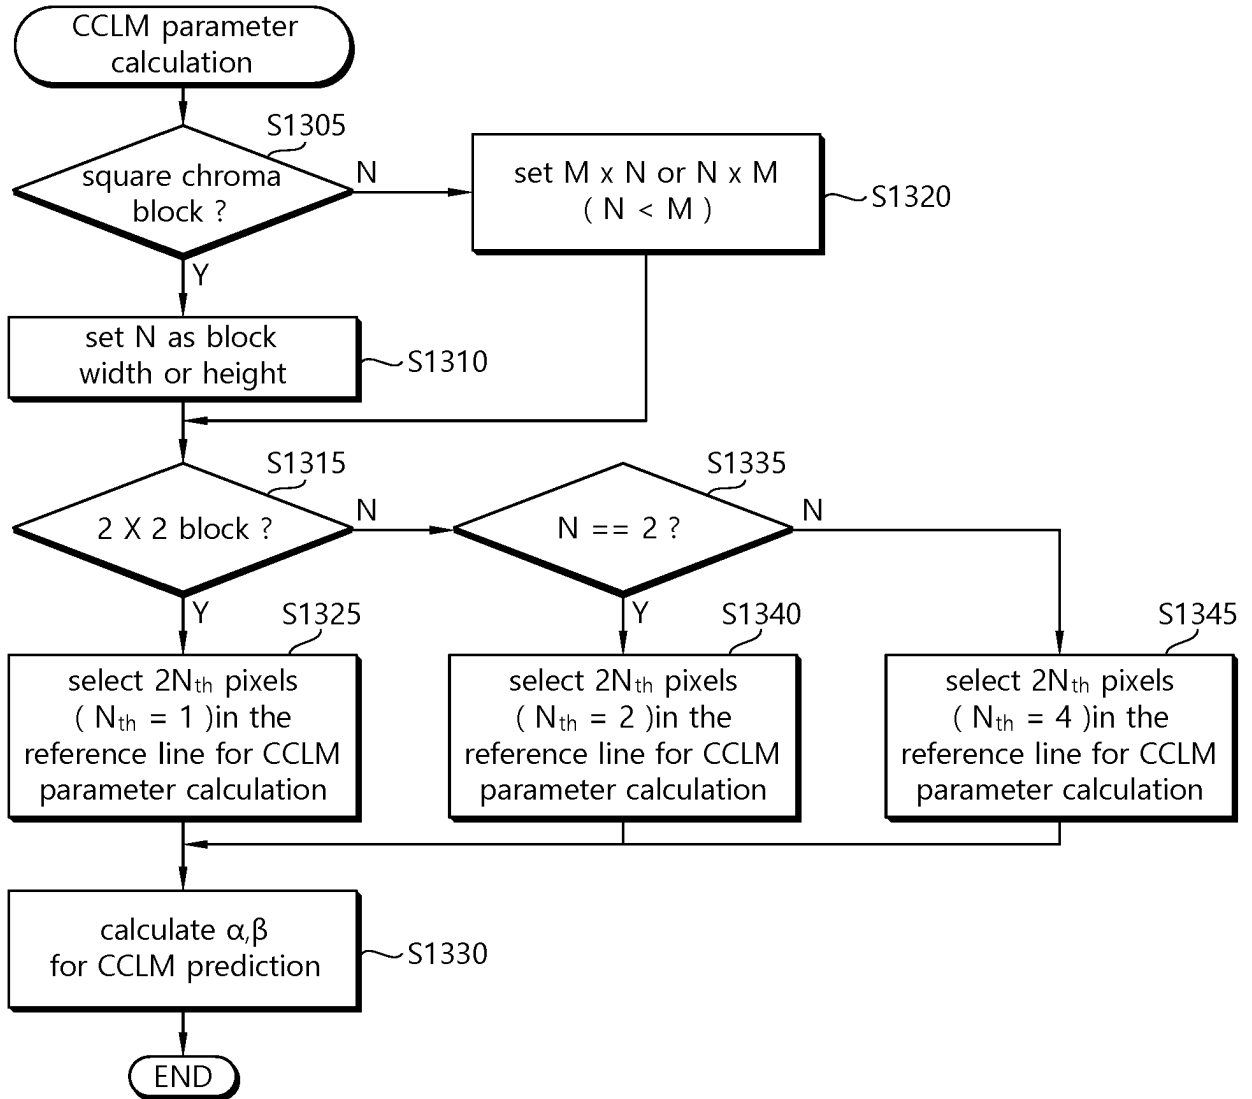 CCLM parameter
calculation
S1305
square chroma
block ?
N
set M x N or N x M
( N < M )
S1320
Y
set N as block
width or height
S1310
S1315
2 X 2 block ?
N
S1335
N == 2 ?
N
Y
Y
S1325
select 2Nth pixels
( Nth = 1 )in the
reference line for CCLM
parameter calculation
S1340
select 2Nth pixels
( Nth = 2 )in the
reference line for CCLM
parameter calculation
S1345
select 2Nth pixels
( Nth = 4 )in the
reference line for CCLM
parameter calculation
calculate α,β
for CCLM prediction
S1330
END